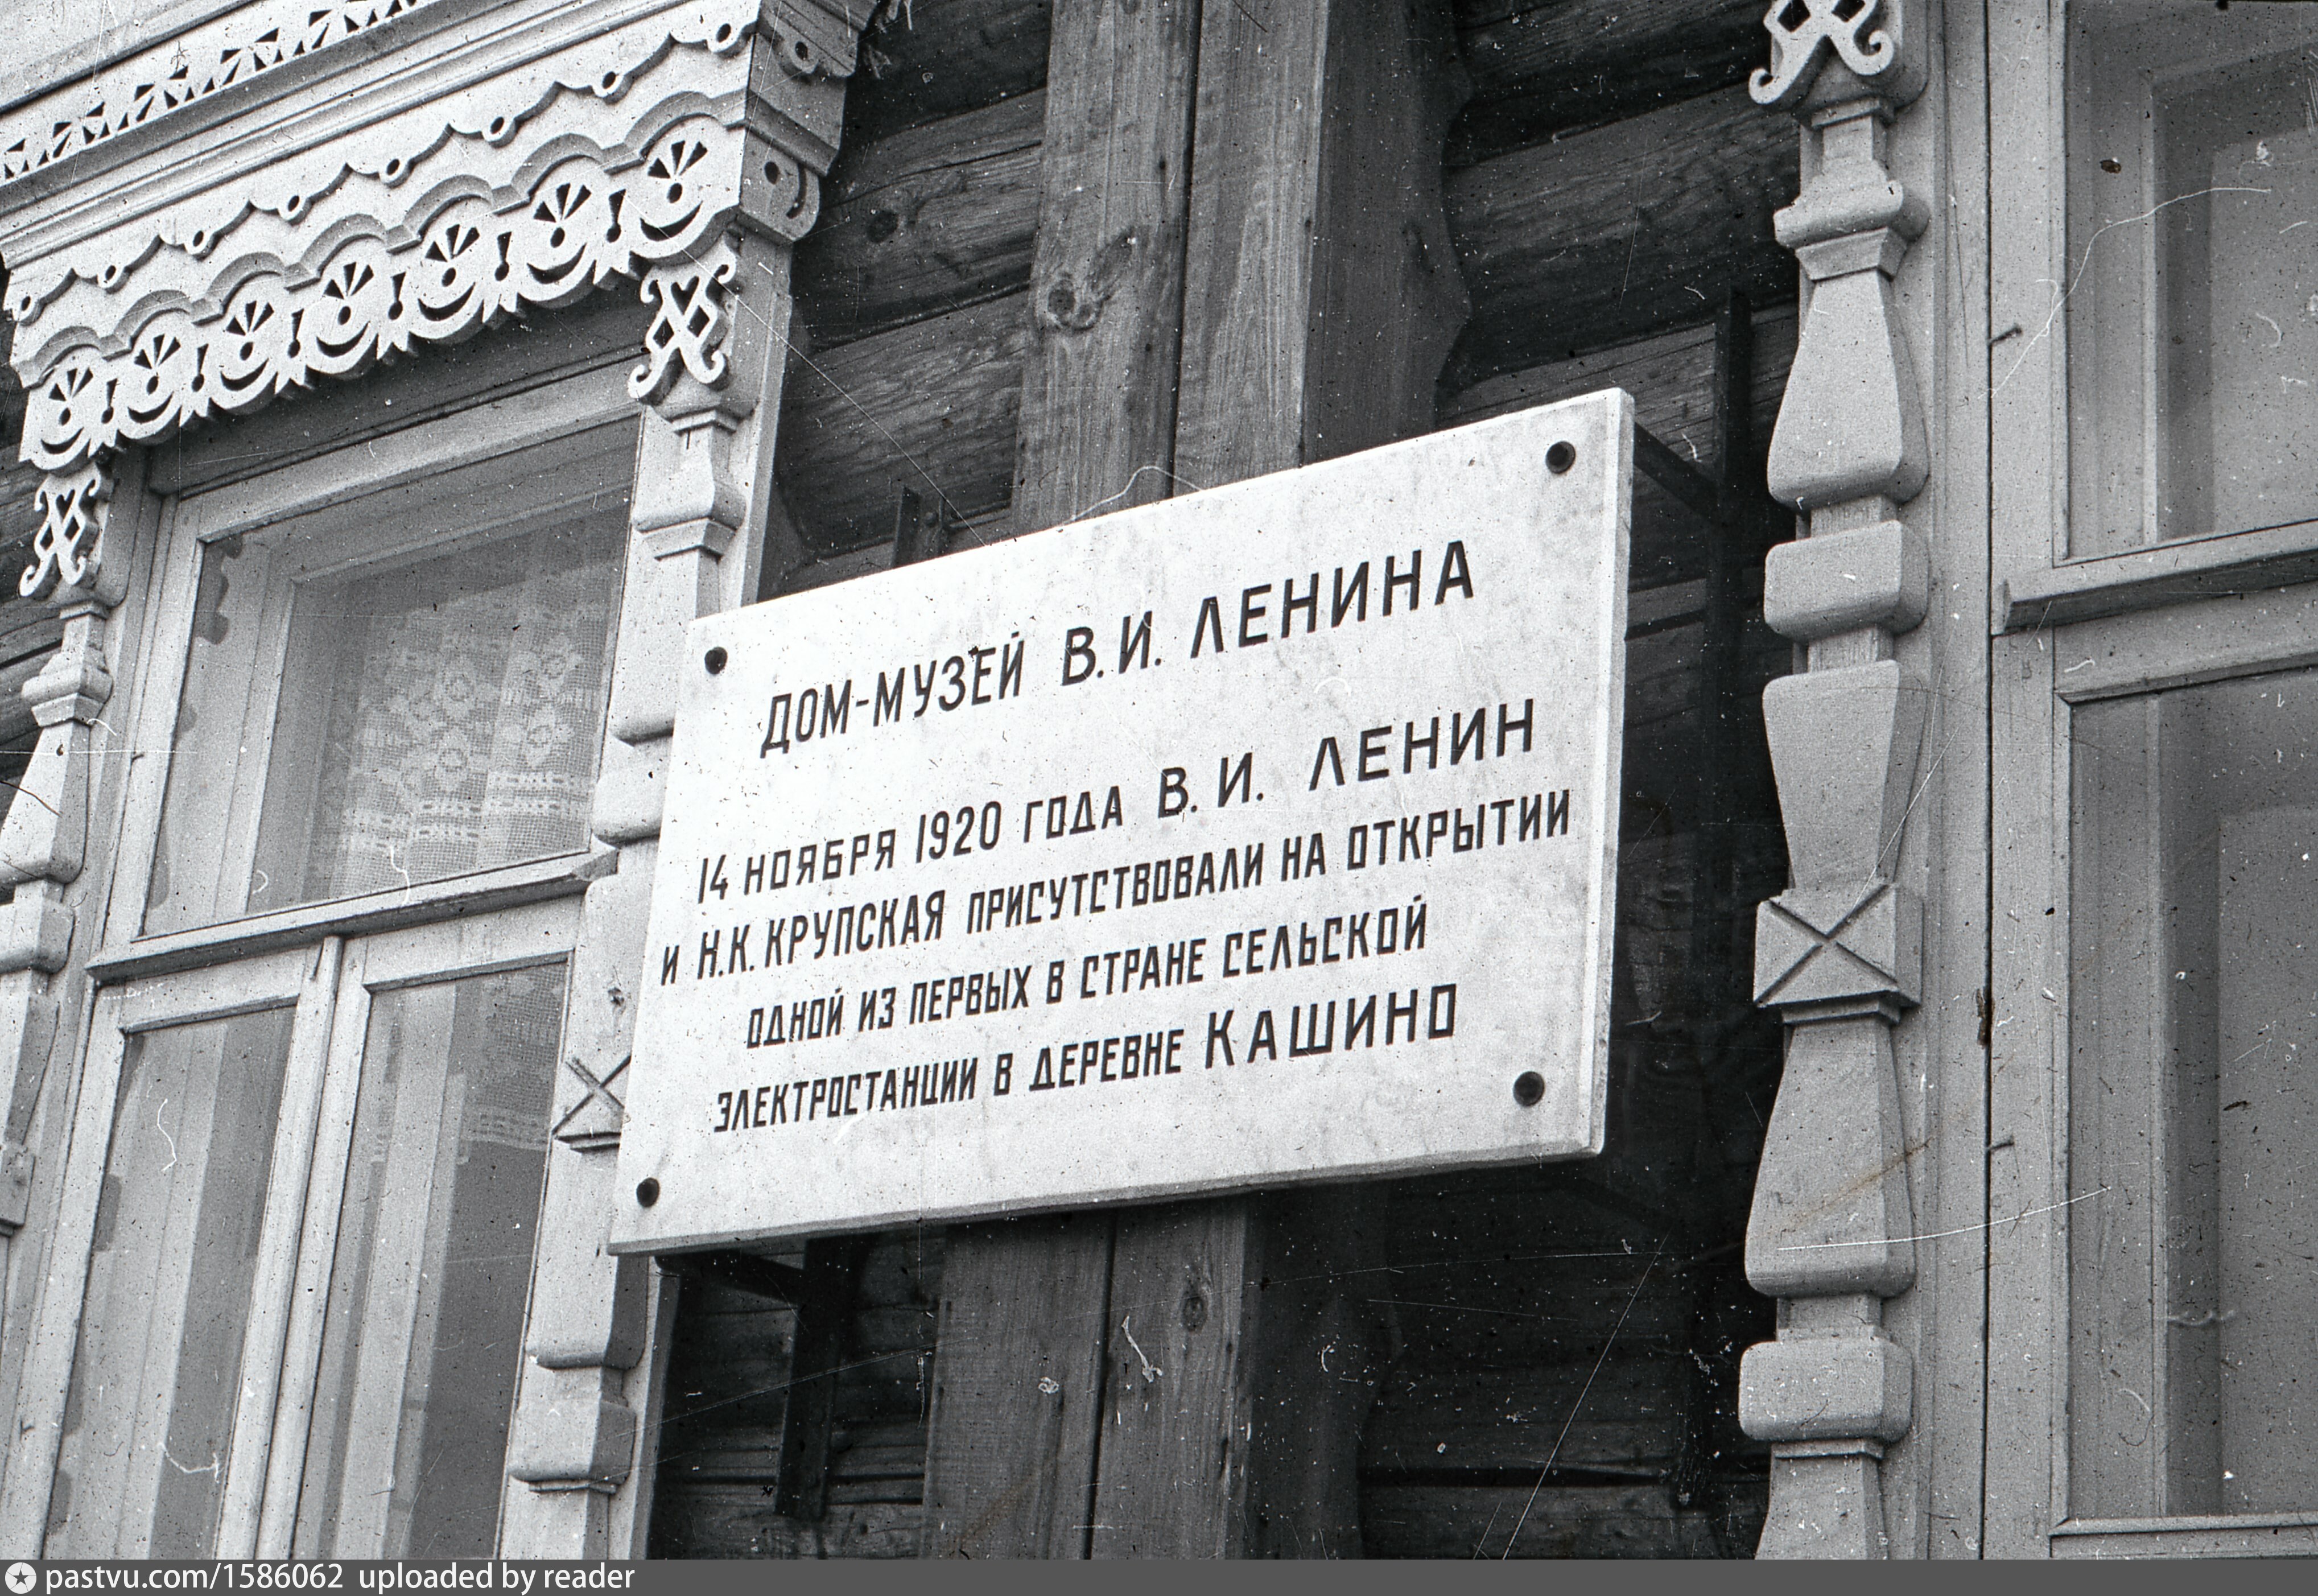 ДОМ-МУЗЕЙ В.И. ЛЕНИНА
14 НОЯБРЯ 1920 ГОДА В.И. ЛЕНИН
И Н.К. КРУПСКАЯ ПРИСУТСТВОВАЛИ НА ОТКРЫТИИ
ОДНОЙ ИЗ ПЕРВЫХ В СТРАНЕ СЕЛЬСКОЙ
ЭЛЕКТРОСТАНЦИИ В ДЕРЕВНЕ КАШИНО
pastvu.com/1586062 uploaded by reader